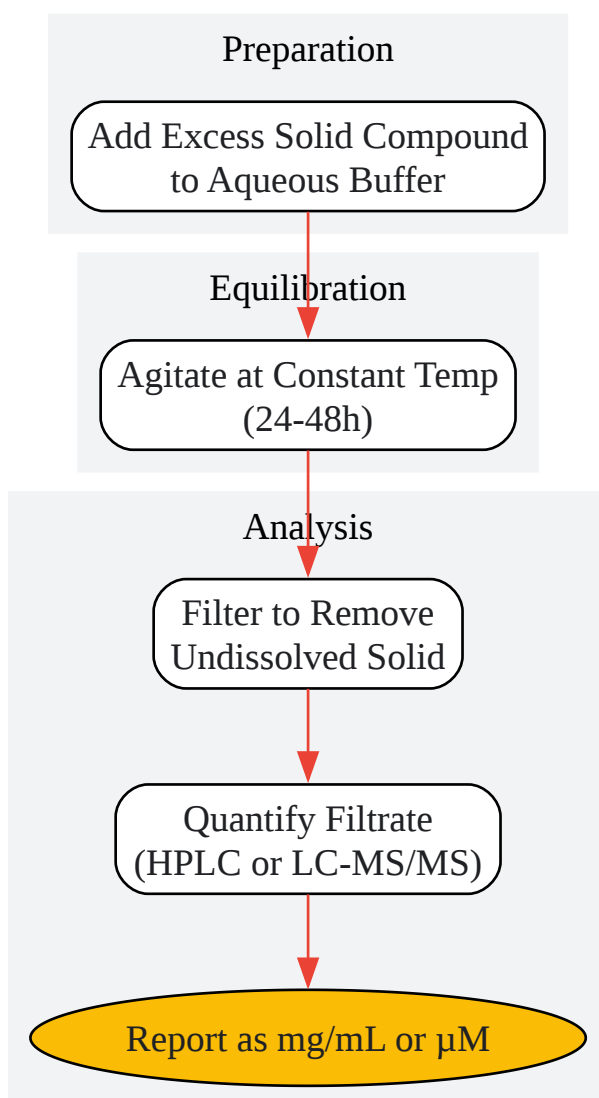 Preparation
Add Excess Solid Compound
to Aqueous Buffer
Equilibration
Agitate at Constant Temp
(24-48h)
Analysis
Filter to Remove
Undissolved Solid
Quantify Filtrate
(HPLC or LC-MS/MS)
Report as mg/mL or µM